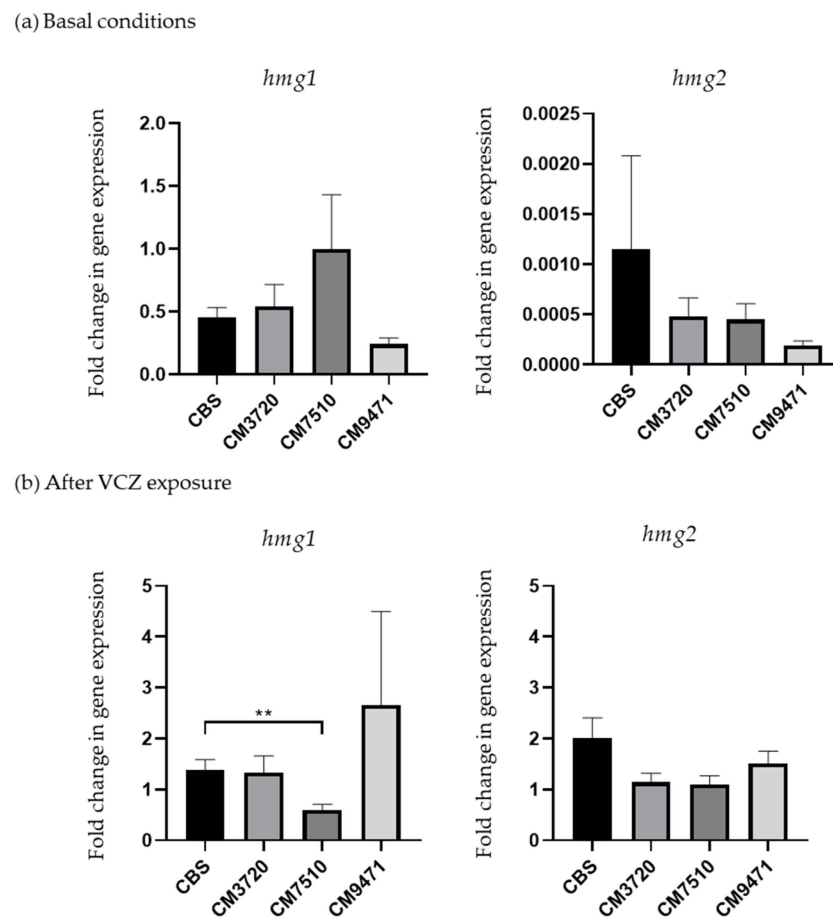 (a) Basal conditions
hmg1
Fold change in gene expression
2.0
1.5
1.0
0.5
0.0
CBS
CM3720
CM7510
CM9471
hmg2
Fold change in gene expression
0.0025
0.0020
0.0015
0.0010
0.0005
0.0000
CBS
CM3720
CM7510
CM9471
(b) After VCZ exposure
hmg1
Fold change in gene expression
5
4
3
2
1
0
**
CBS
CM3720
CM7510
CM9471
hmg2
Fold change in gene expression
5
4
3
2
1
0
CBS
CM3720
CM7510
CM9471